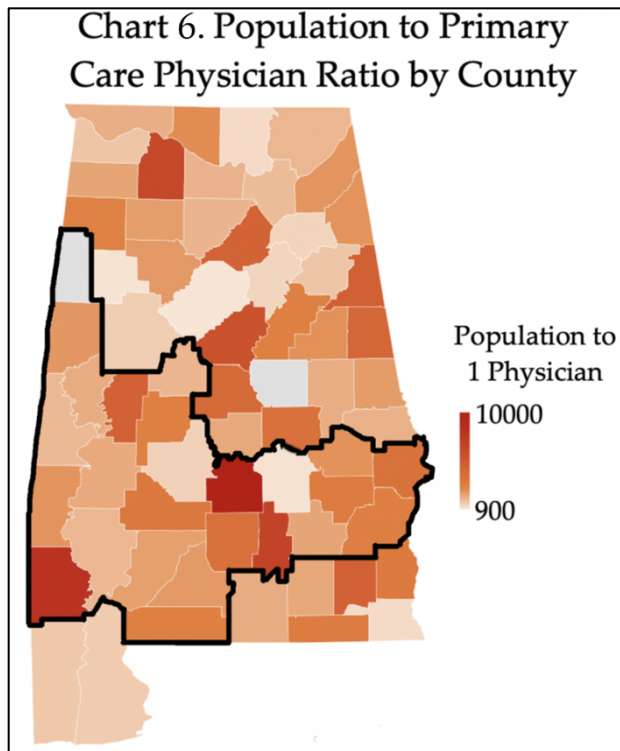 Chart 6. Population to Primary
Care Physician Ratio by County
Population to
1 Physician
10000
900